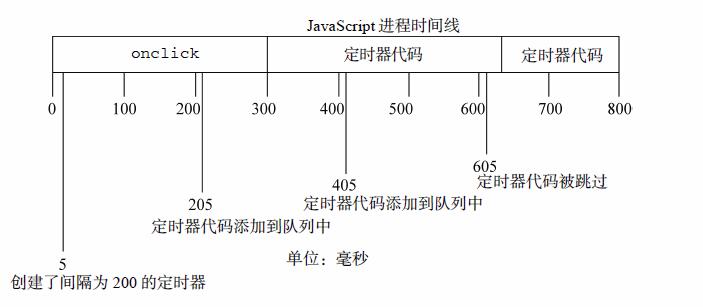 JavaScript 进程时间线
onclick 定时器代码 定时器代码
0 100 200 300 400 500 600 700 800
605
定时器代码被跳过
405
定时器代码添加到队列中
205
定时器代码添加到队列中
单位：毫秒
5
创建了间隔为 200 的定时器